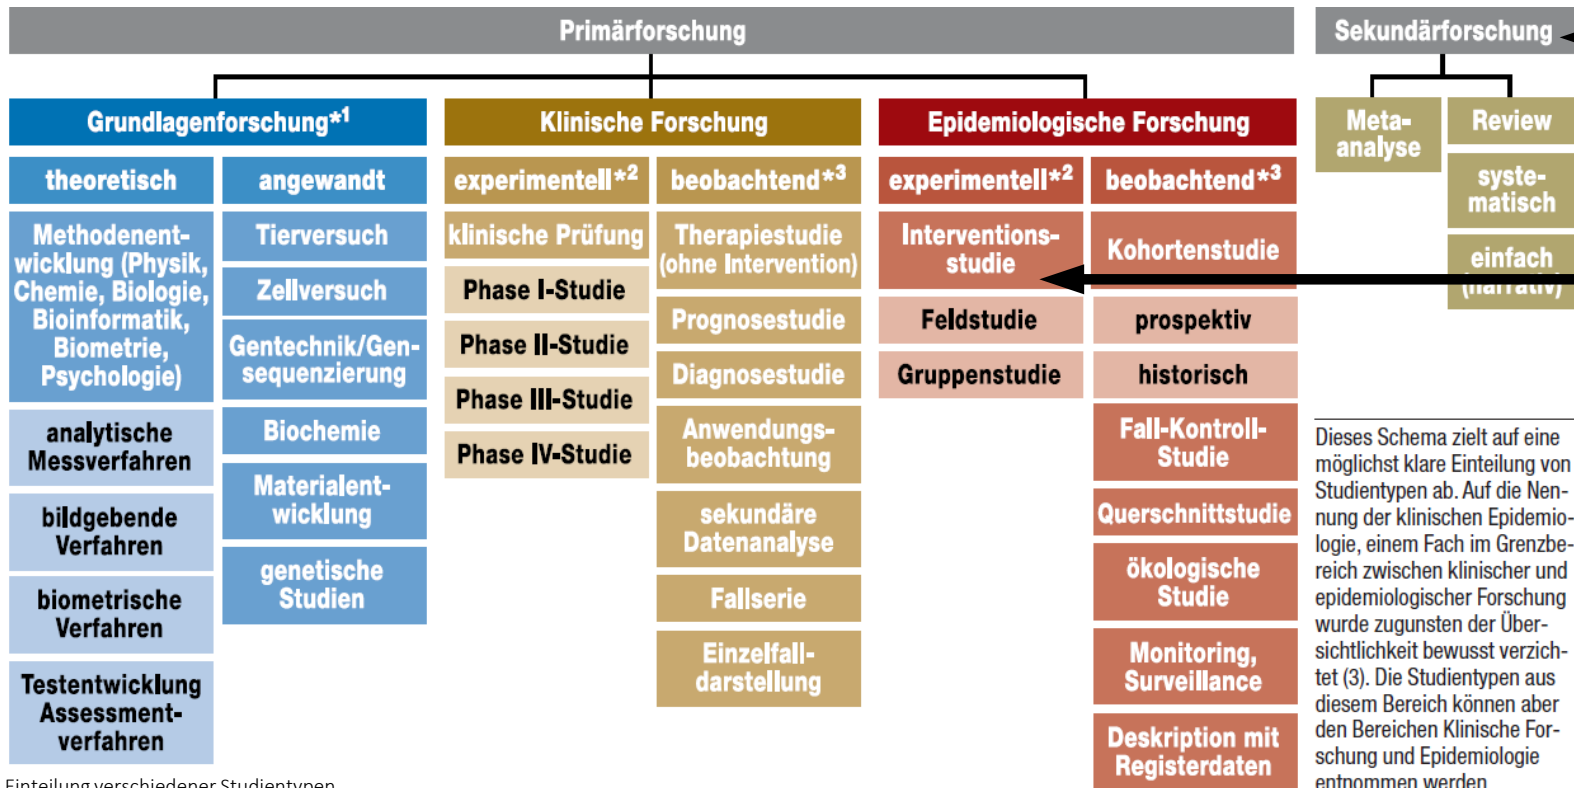 Primärforschung
Sekundärforschung
Grundlagenforschung*1
Klinische Forschung
Epidemiologische Forschung
Meta-
analyse
Review
syste-
matisch
einfach
(narrativ)
theoretisch
angewandt
experimentell*2
beobachtend*3
experimentell*2
beobachtend*3
Methodenent-
wicklung (Physik,
Chemie, Biologie,
Bioinformatik,
Biometrie,
Psychologie)
analytische
Messverfahren
bildgebende
Verfahren
biometrische
Verfahren
Testentwicklung
Assessment-
verfahren
Tierversuch
Zellversuch
Gentechnik/Gen-
sequenzierung
Biochemie
Materialent-
wicklung
genetische
Studien
klinische Prüfung
Phase I-Studie
Phase II-Studie
Phase III-Studie
Phase IV-Studie
Therapiestudie
(ohne Intervention)
Prognosestudie
Diagnosestudie
Anwendungs-
beobachtung
sekundäre
Datenanalyse
Fallserie
Einzelfall-
darstellung
Interventions-
studie
Feldstudie
Gruppenstudie
Kohortenstudie
prospektiv
historisch
Fall-Kontroll-
Studie
Querschnittstudie
ökologische
Studie
Monitoring,
Surveillance
Deskription mit
Registerdaten
Dieses Schema zielt auf eine
möglichst klare Einteilung von
Studientypen ab. Auf die Nen-
nung der klinischen Epidemio-
logie, einem Fach im Grenzbe-
reich zwischen klinischer und
epidemiologischer Forschung
wurde zugunsten der Über-
sichtlichkeit bewusst verzich-
tet (3). Die Studientypen aus
diesem Bereich können aber
den Bereichen Klinische For-
schung und Epidemiologie
entnommen werden
Einteilung verschiedener Studientypen